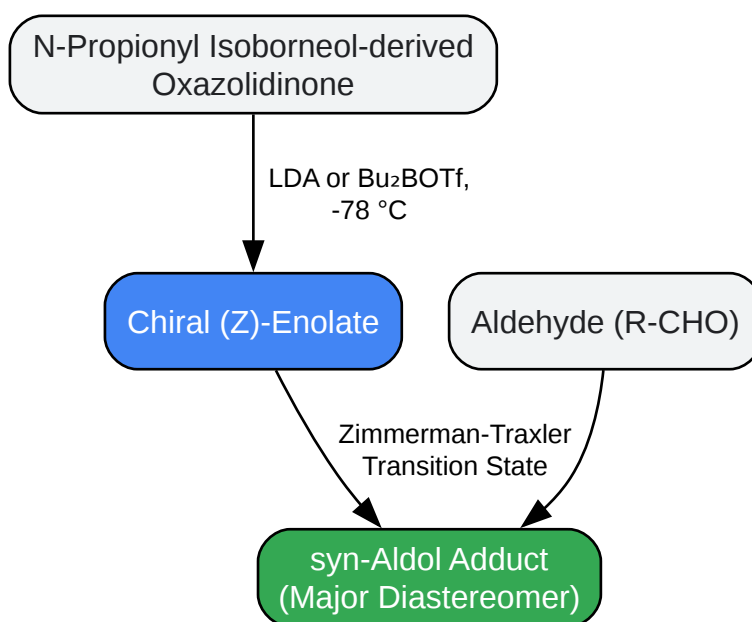 N-Propionyl Isoborneol-derived
Oxazolidinone
LDA or Bu₂BOTf,
-78 °C
Chiral (Z)-Enolate
Aldehyde (R-CHO)
Zimmerman-Traxler
Transition State
syn-Aldol Adduct
(Major Diastereomer)